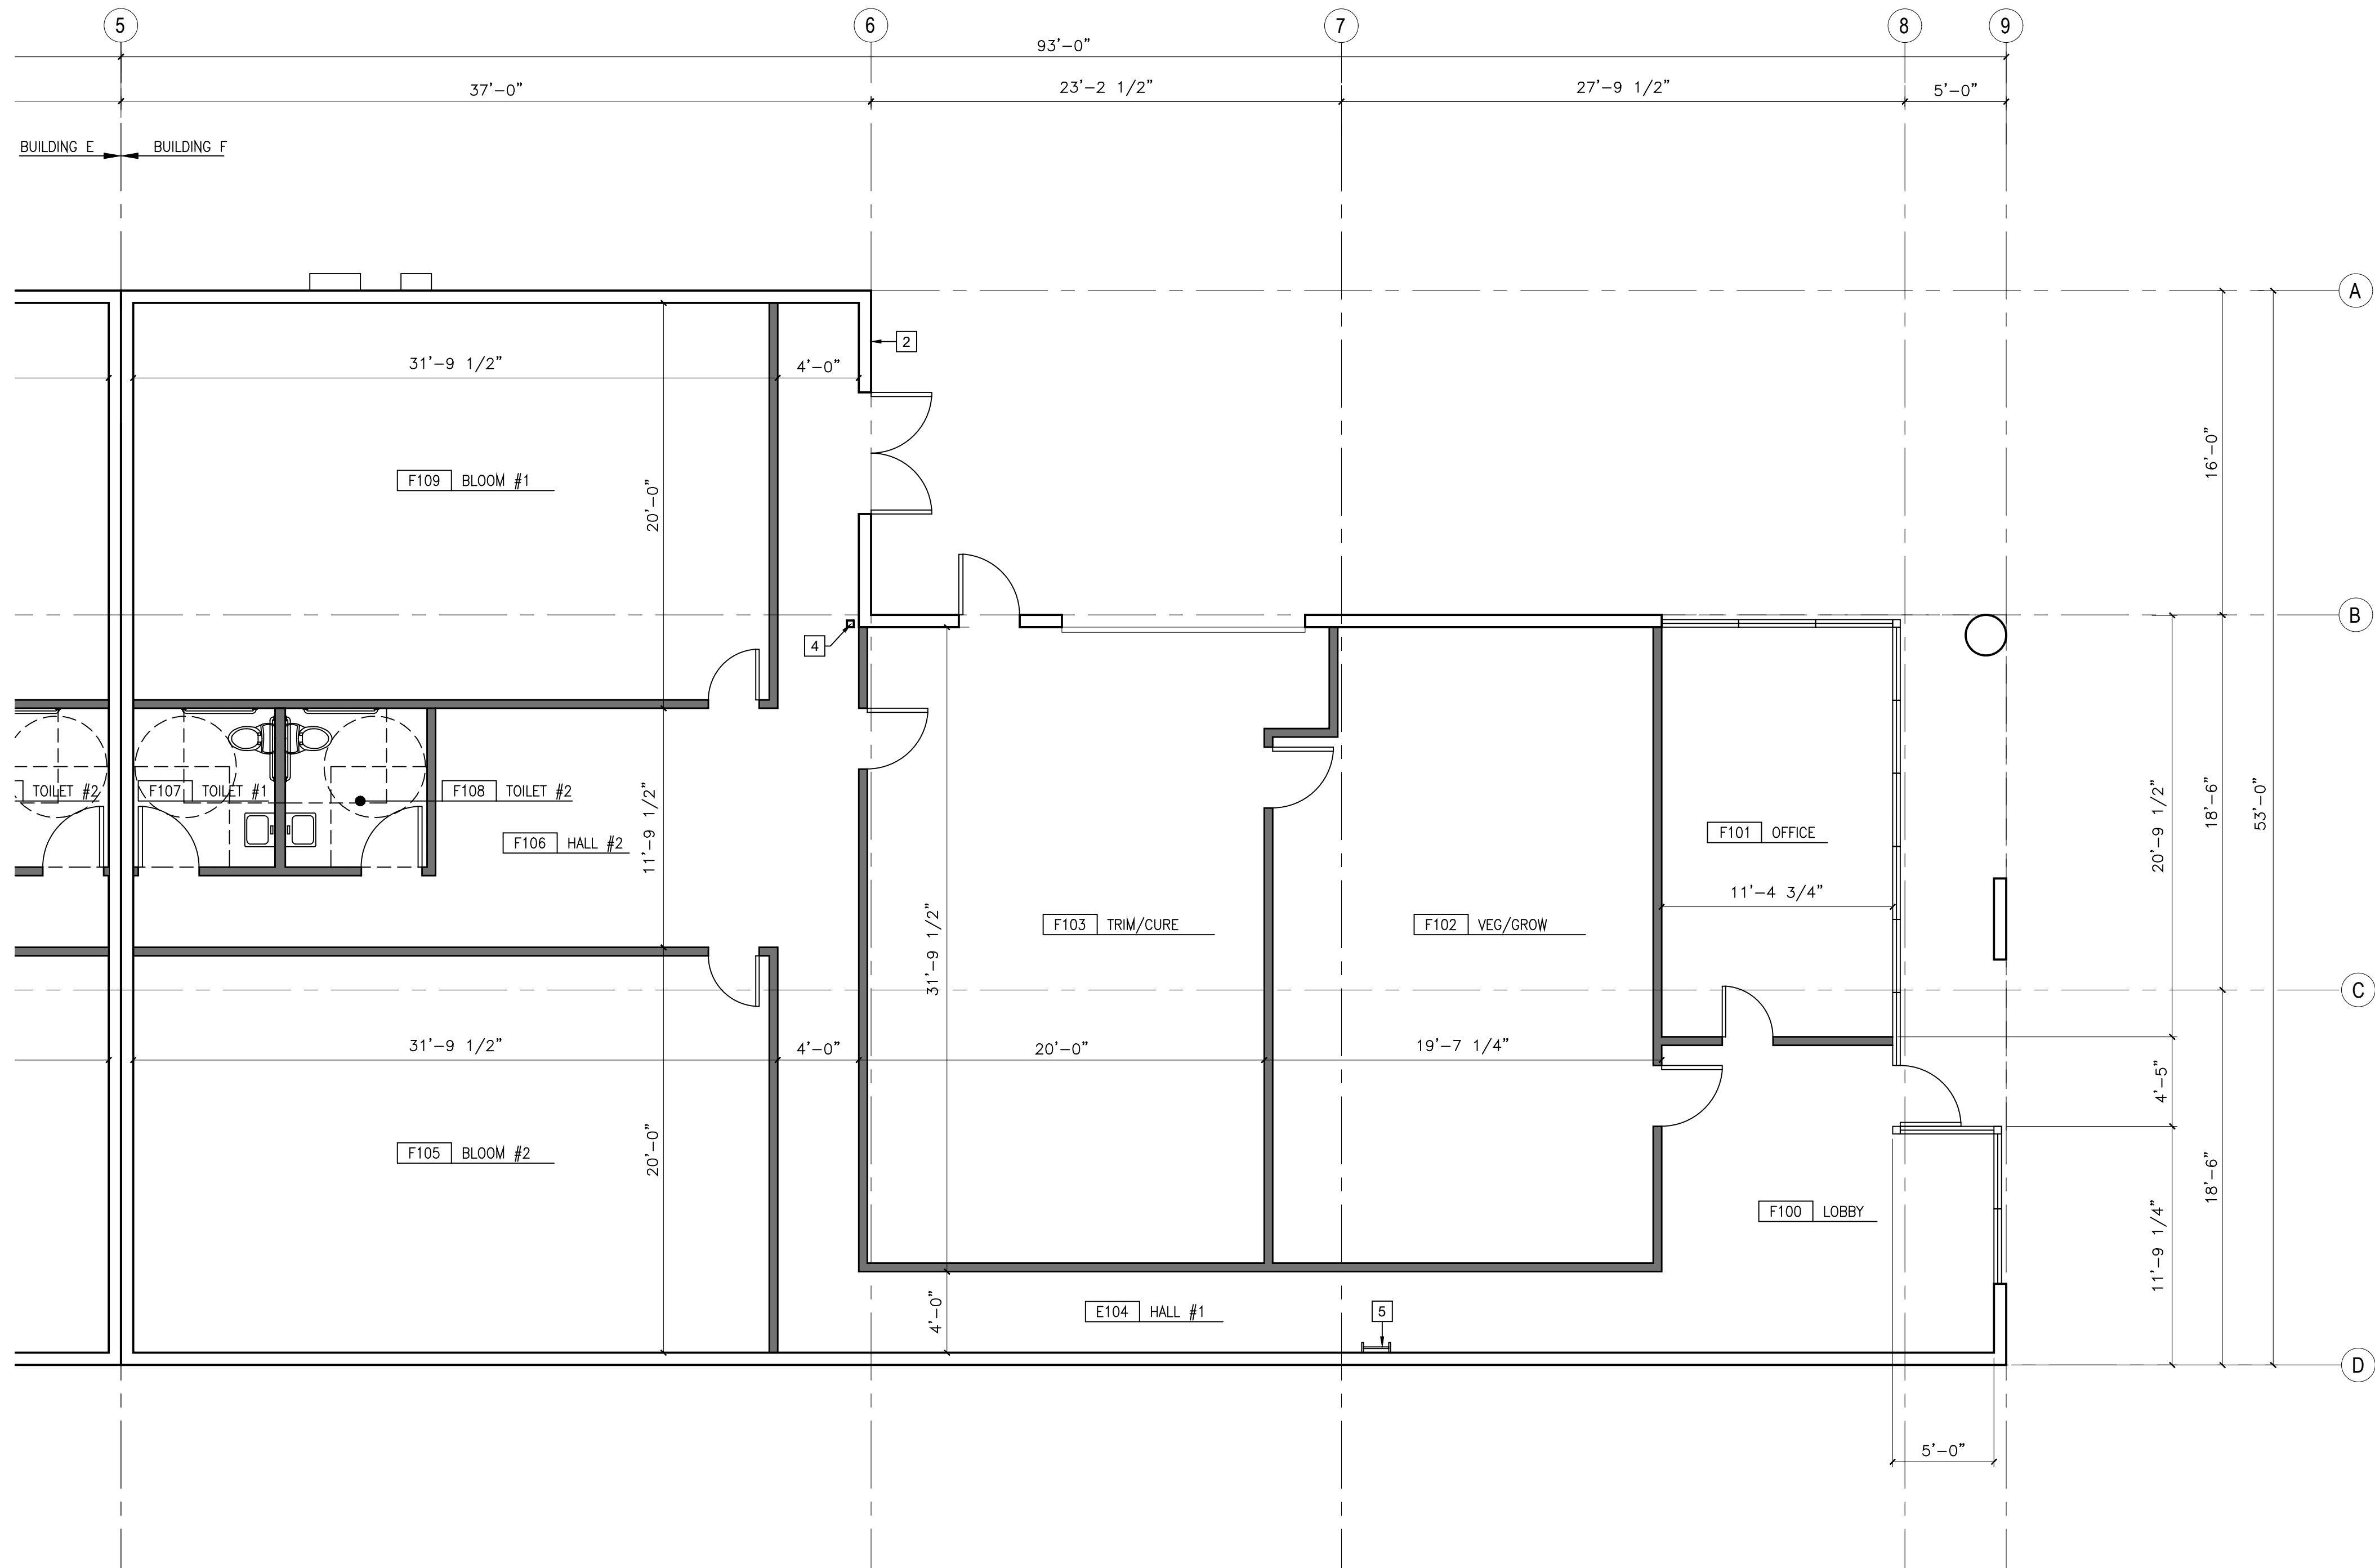 5 6 7 8 9
93'-0"
37'-0" 23'-2 1/2" 27'-9 1/2" 5'-0"
BUILDING E BUILDING F
A
2
31'-9 1/2" 4'-0"
16'-0"
F109 BLOOM #1
20'-0"
B
4
TOILET #2 F107 TOILET #1 F108 TOILET #2
F106 HALL #2
11'-9 1/2"
F101 OFFICE
20'-9 1/2"
18'-6"
53'-0"
11'-4 3/4"
F103 TRIM/CURE F102 VEG/GROW
31'-9 1/2"
C
31'-9 1/2" 4'-0" 20'-0" 19'-7 1/4"
4'-5"
F105 BLOOM #2
20'-0"
18'-6"
F100 LOBBY
11'-9 1/4"
4'-0"
E104 HALL #1
5
D
5'-0"